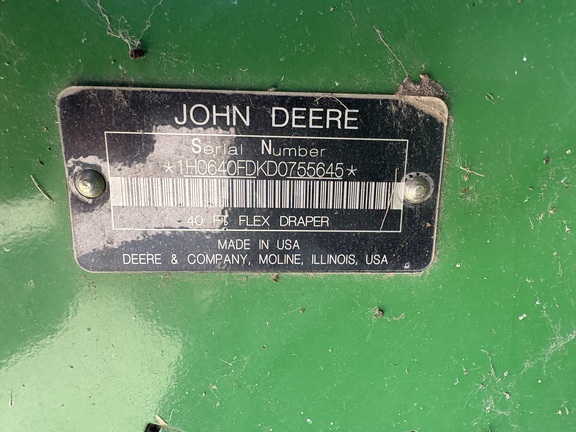 JOHN DEERE
Serial Number
*1H0640FDKD0755645*
40 FT FLEX DRAPER
MADE IN USA
DEERE & COMPANY, MOLINE, ILLINOIS, USA